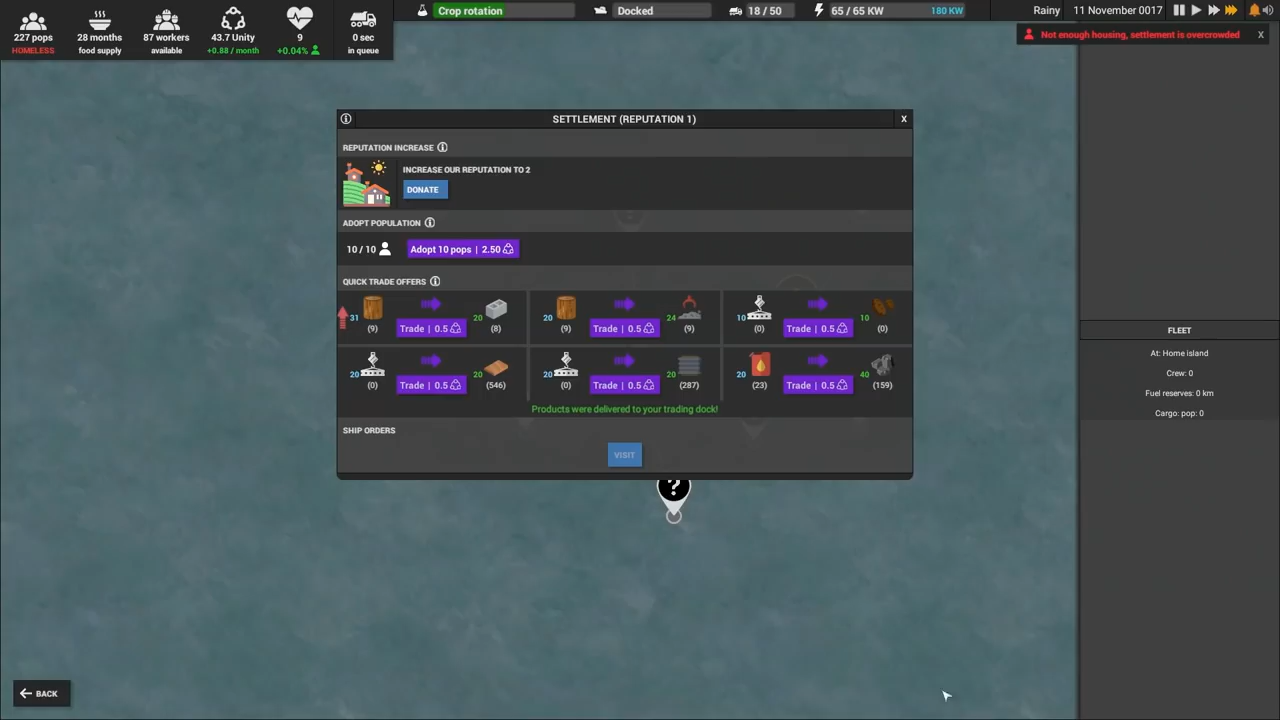 227 pops
HOMELESS
28 months
food supply
87 workers
available
43.7 Unity
+0.88 / month
9
+0.04%
0 sec
in queue
Crop rotation
Docked
18 / 50
65 / 65 KW
180 KW
Rainy
11 November 0017
Not enough housing, settlement is overcrowded
X
SETTLEMENT (REPUTATION 1)
X
REPUTATION INCREASE
INCREASE OUR REPUTATION TO 2
DONATE
ADOPT POPULATION
10 / 10
Adopt 10 pops | 2.50
QUICK TRADE OFFERS
31
(9)
Trade | 0.5
20
(8)
20
(9)
Trade | 0.5
24
(9)
10
(0)
Trade | 0.5
10
(0)
20
(0)
Trade | 0.5
20
(546)
20
(0)
Trade | 0.5
20
(287)
20
(23)
Trade | 0.5
40
(159)
Products were delivered to your trading dock!
SHIP ORDERS
VISIT
?
FLEET
At: Home island
Crew: 0
Fuel reserves: 0 km
Cargo: pop: 0
BACK